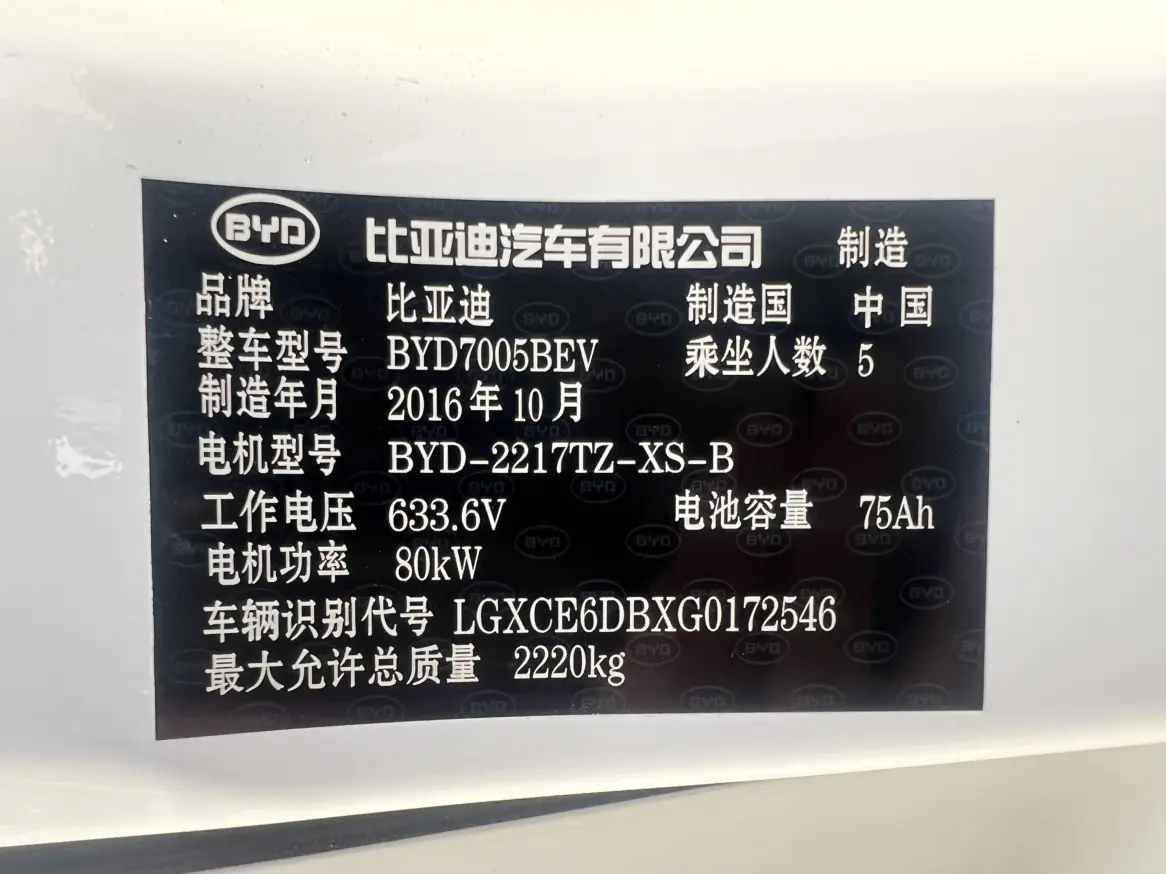 BYD 比亚迪汽车有限公司 制造
品牌 比亚迪 制造国 中国
整车型号 BYD7005BEV 乘坐人数 5
制造年月 2016年10月
电机型号 BYD-2217TZ-XS-B
工作电压 633.6V 电池容量 75Ah
电机功率 80kW
车辆识别代号 LGXCE6DBXG0172546
最大允许总质量 2220kg